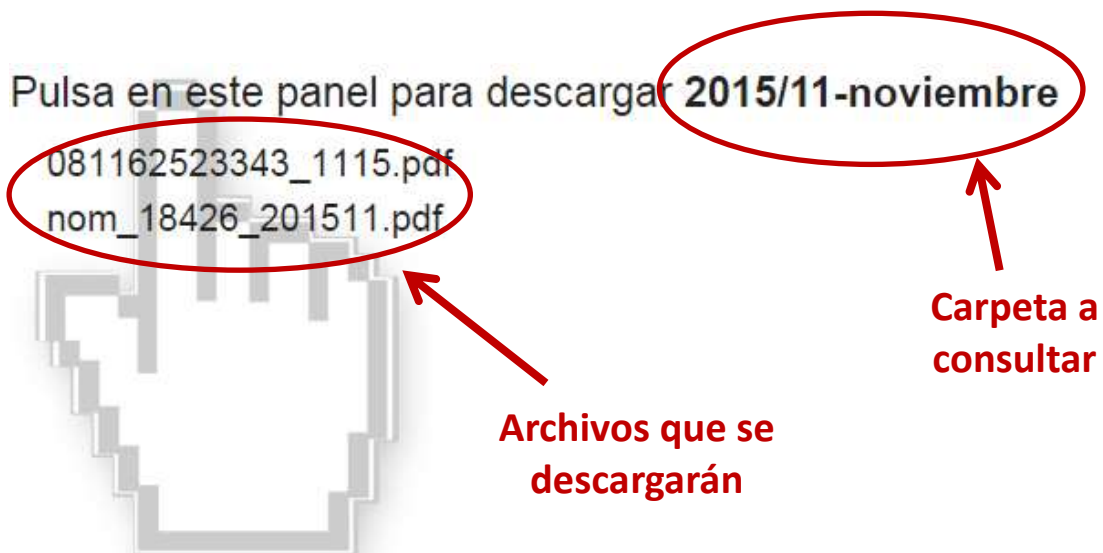 Pulsa en este panel para descargar 2015/11-noviembre
081162523343_1115.pdf
nom_18426_201511.pdf
Carpeta a
consultar
Archivos que se
descargarán